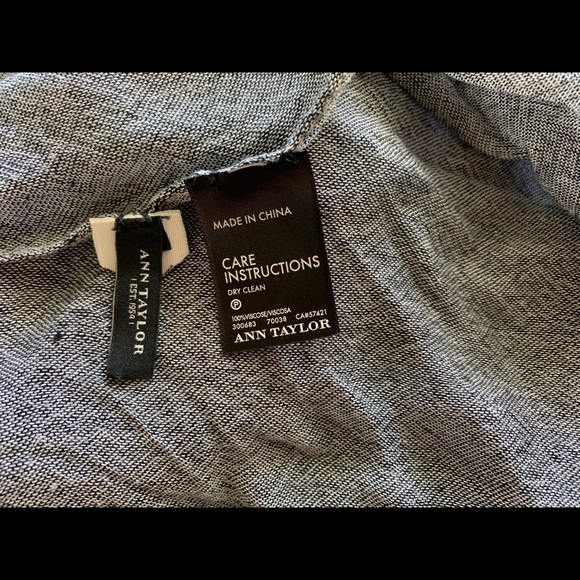 ANN TAYLOR
| EST. 1954 |
MADE IN CHINA
CARE
INSTRUCTIONS
DRY CLEAN
P
100%VISCOSE/VISCOSA
300683 70038 CA#57421
ANN TAYLOR